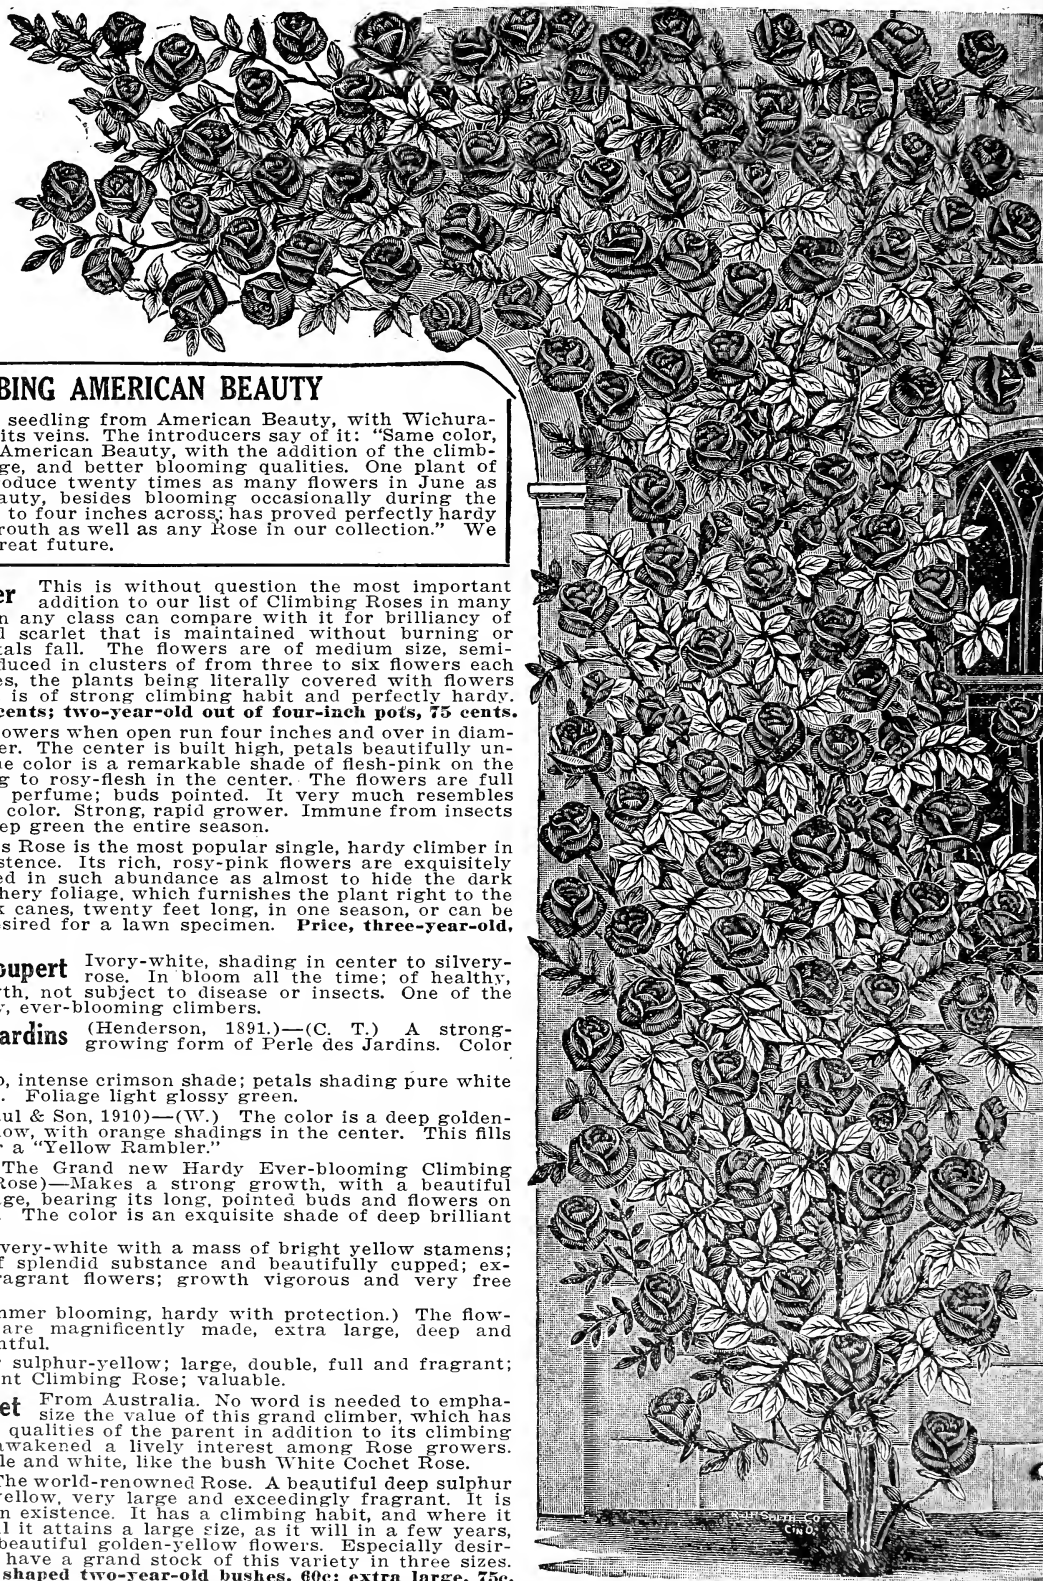 BING AMERICAN BEAUTY
seedling from American Beauty, with Wichura-
its veins. The introducers say of it: "Same color,
American Beauty, with the addition of the climb-
ge, and better blooming qualities. One plant of
oduce twenty times as many flowers in June as
auty, besides blooming occasionally during the
to four inches across; has proved perfectly hardy
routh as well as any Rose in our collection." We
reat future.
er This is without question the most important
addition to our list of Climbing Roses in many
n any class can compare with it for brilliancy of
d scarlet that is maintained without burning or
tals fall. The flowers are of medium size, semi-
duced in clusters of from three to six flowers each
es, the plants being literally covered with flowers
is of strong climbing habit and perfectly hardy.
cents; two-year-old out of four-inch pots, 75 cents.
owers when open run four inches and over in diam-
er. The center is built high, petals beautifully un-
he color is a remarkable shade of flesh-pink on the
g to rosy-flesh in the center. The flowers are full
perfume; buds pointed. It very much resembles
color. Strong, rapid grower. Immune from insects
ep green the entire season.
is Rose is the most popular single, hardy climber in
stence. Its rich, rosy-pink flowers are exquisitely
ed in such abundance as almost to hide the dark
hery foliage, which furnishes the plant right to the
k canes, twenty feet long, in one season, or can be
sired for a lawn specimen. Price, three-year-old,
oupert Ivory-white, shading in center to silvery-
rose. In bloom all the time; of healthy,
rth, not subject to disease or insects. One of the
y, ever-blooming climbers.
ardins (Henderson, 1891.)—(C. T.) A strong-
growing form of Perle des Jardins. Color
p, intense crimson shade; petals shading pure white
. Foliage light glossy green.
aul & Son, 1910)—(W.) The color is a deep golden-
low, with orange shadings in the center. This fills
r a "Yellow Rambler."
The Grand new Hardy Ever-blooming Climbing
Rose)—Makes a strong growth, with a beautiful
age, bearing its long, pointed buds and flowers on
. The color is an exquisite shade of deep brilliant
very-white with a mass of bright yellow stamens;
f splendid substance and beautifully cupped; ex-
ragrant flowers; growth vigorous and very free
mmer blooming, hardy with protection.) The flow-
are magnificently made, extra large, deep and
htful.
r sulphur-yellow; large, double, full and fragrant;
nt Climbing Rose; valuable.
et From Australia. No word is needed to empha-
size the value of this grand climber, which has
qualities of the parent in addition to its climbing
awakened a lively interest among Rose growers.
le and white, like the bush White Cochet Rose.
The world-renowned Rose. A beautiful deep sulphur
yellow, very large and exceedingly fragrant. It is
n existence. It has a climbing habit, and where it
l it attains a large size, as it will in a few years,
beautiful golden-yellow flowers. Especially desir-
have a grand stock of this variety in three sizes.
shaped two-year-old bushes, 60c; extra large, 75c.
SMITH CO
CIN O.